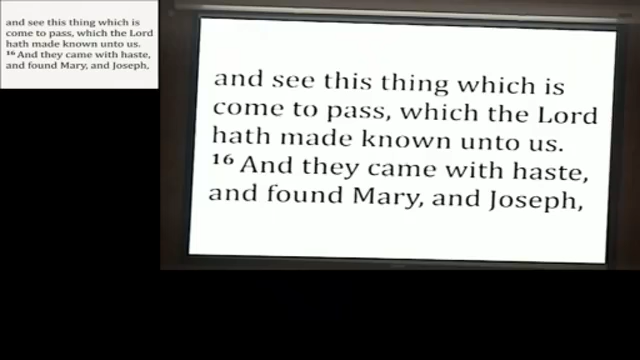 and see this thing which is
come to pass, which the Lord
hath made known unto us.
16 And they came with haste,
and found Mary, and Joseph,
and see this thing which is
come to pass, which the Lord
hath made known unto us.
16 And they came with haste,
and found Mary, and Joseph,